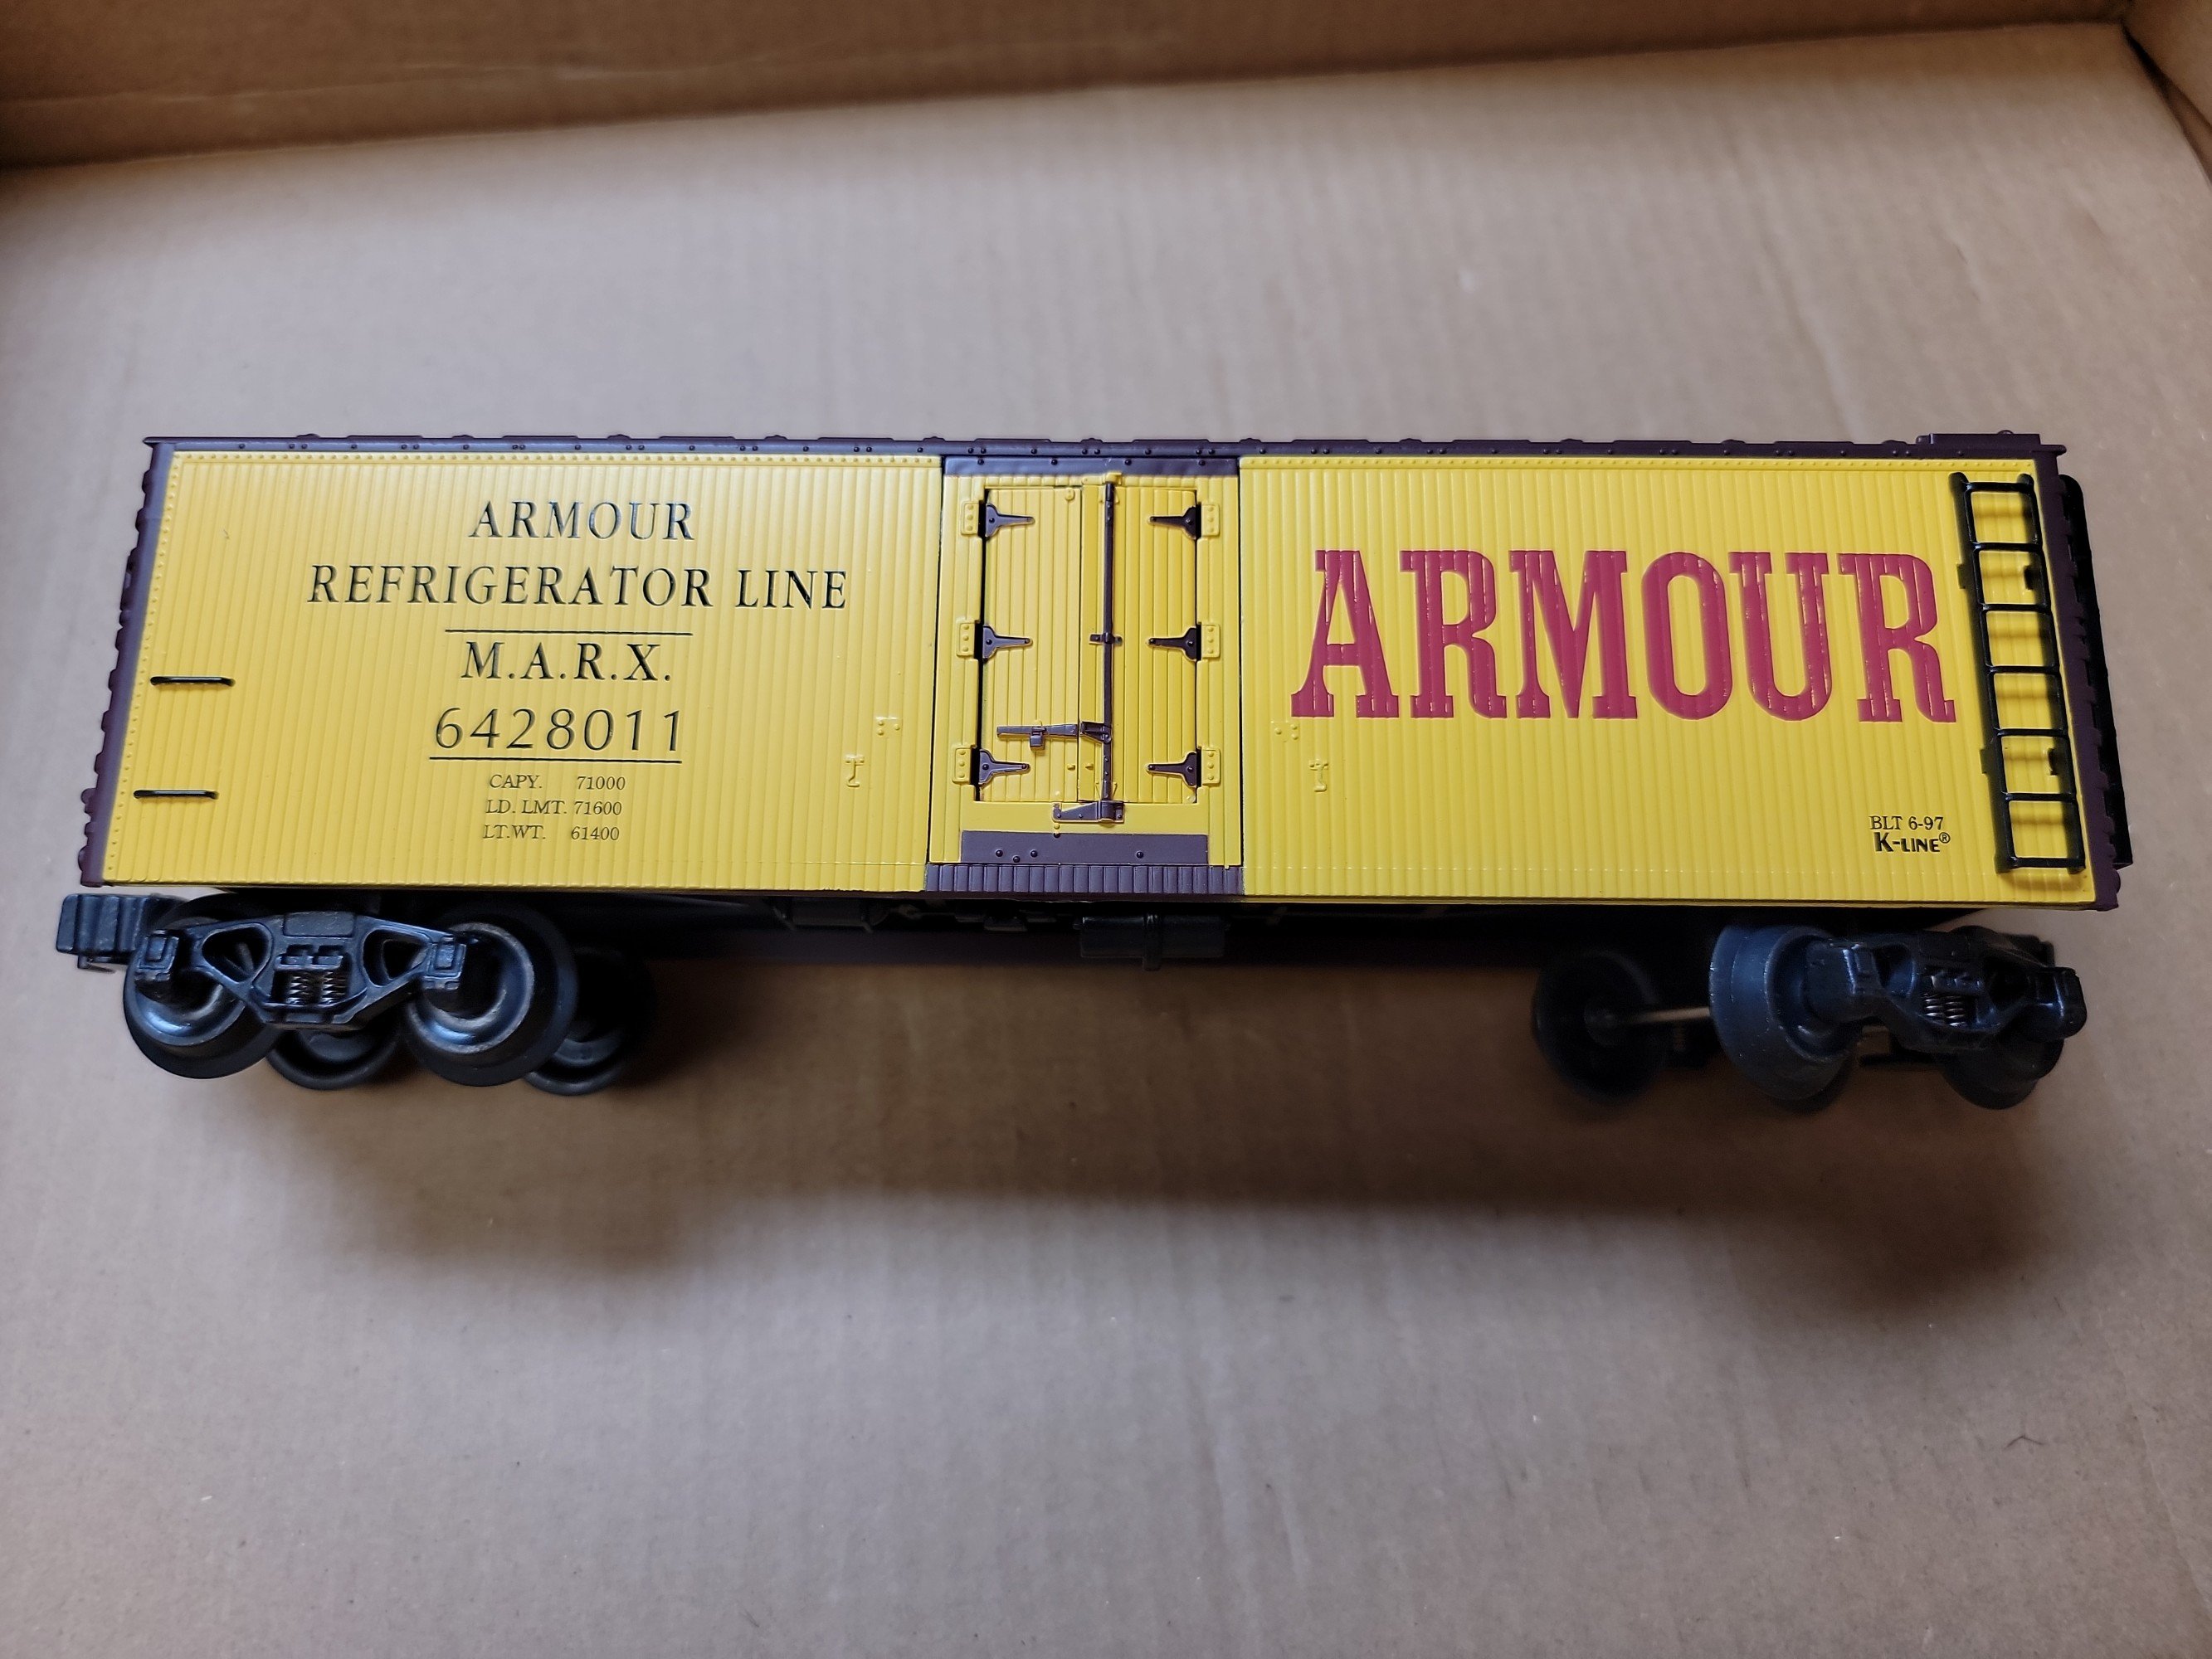 ARMOUR
REFRIGERATOR LINE
M.A.R.X.
6428011
CAPY. 71000
LD. LMT. 71600
LT.WT. 61400
ARMOUR
BLT 6-97
K-LINE®